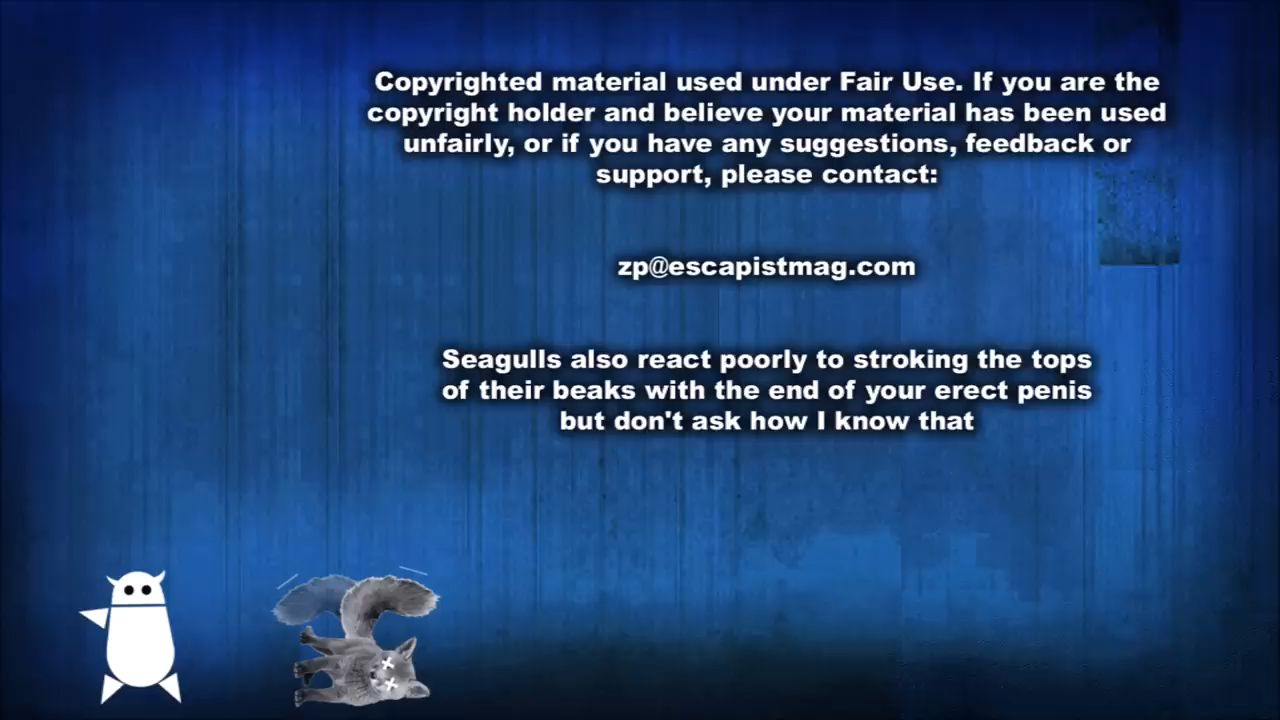 Copyrighted material used under Fair Use. If you are the
copyright holder and believe your material has been used
unfairly, or if you have any suggestions, feedback or
support, please contact:
zp@escapistmag.com
Seagulls also react poorly to stroking the tops
of their beaks with the end of your erect penis
but don't ask how I know that